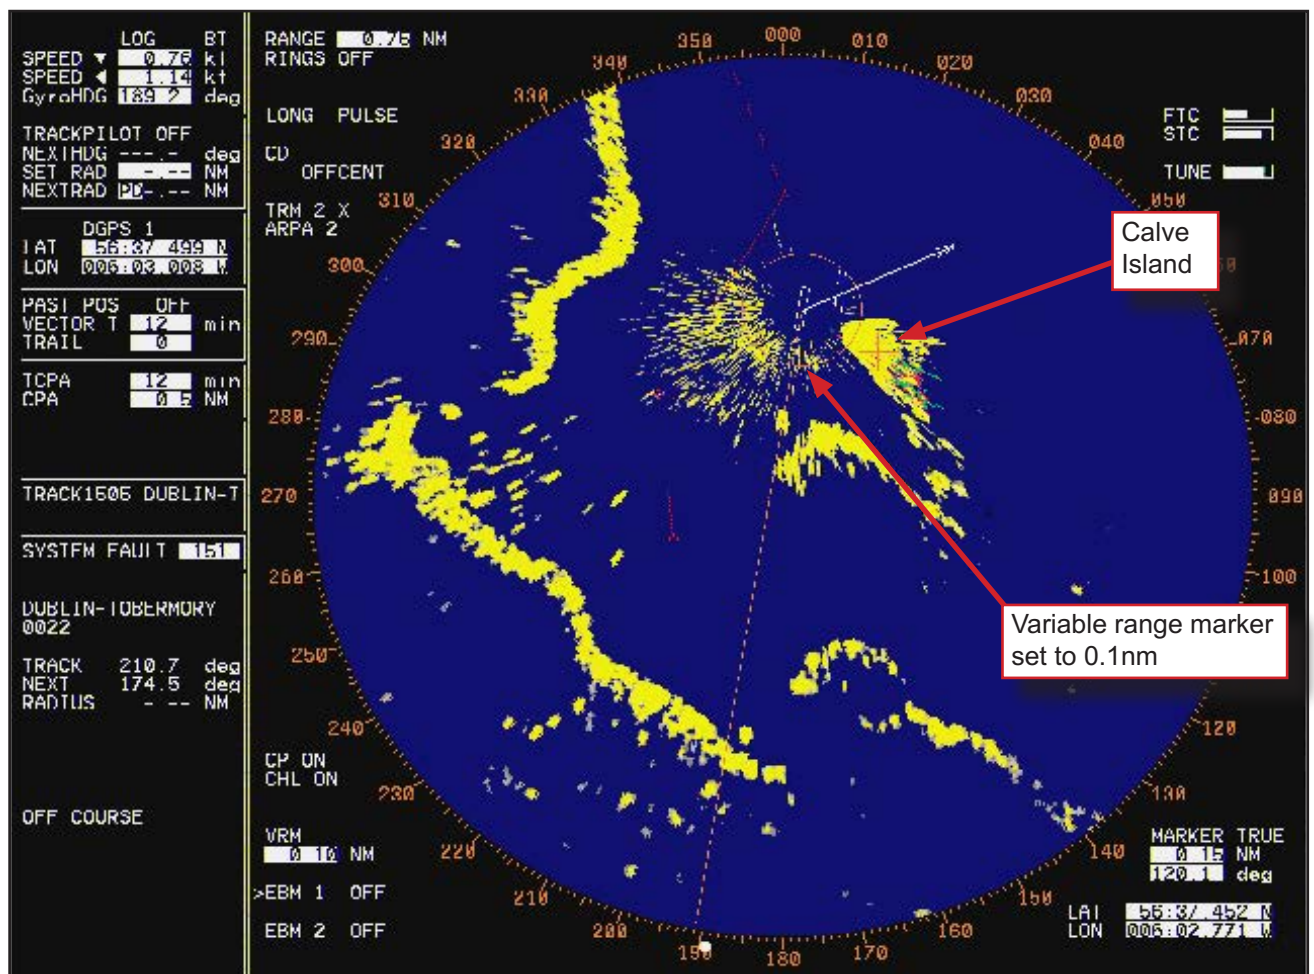 LOG BT
SPEED ▼ 0.76 kt
SPEED ◀ 1.14 kt
GyroHDG 189.2 deg
TRACKPILOT OFF
NEXTHDG ---.- deg
SET RAD -.-- NM
NEXTRAD PD-.-- NM
DGPS 1
LAT 56:37.499 N
LON 006:03.008 W
PAST POS OFF
VECTOR T 12 min
TRAIL 0
TCPA 12 min
CPA 0.5 NM
TRACK1606 DUBLIN-T
SYSTEM FAULT 151
DUBLIN-TOBERMORY
0022
TRACK 210.7 deg
NEXT 174.5 deg
RADIUS -.-- NM
OFF COURSE
RANGE 0.76 NM
RINGS OFF
LONG PULSE
CD
OFFCENT
TRM 2 X
ARPA 2
CP ON
CHL ON
VRM
0.10 NM
>EBM 1 OFF
EBM 2 OFF
350 000 010
340 020
330 030
320 040
310 050
300
290 070
280 080
270 090
260 100
250
240 120
230 130
220 140
210 150
200 160
190 180 170
FTC
STC
TUNE
Calve
Island
Variable range marker
set to 0.1nm
MARKER TRUE
0.15 NM
120.1 deg
LAT 56:37.452 N
LON 006:02.771 W